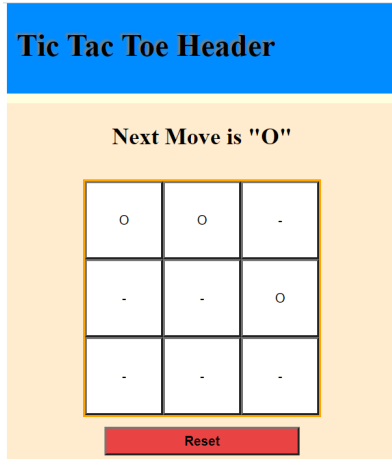 Tic Tac Toe Header
Next Move is "O"
O O -
- - O
- - -
Reset